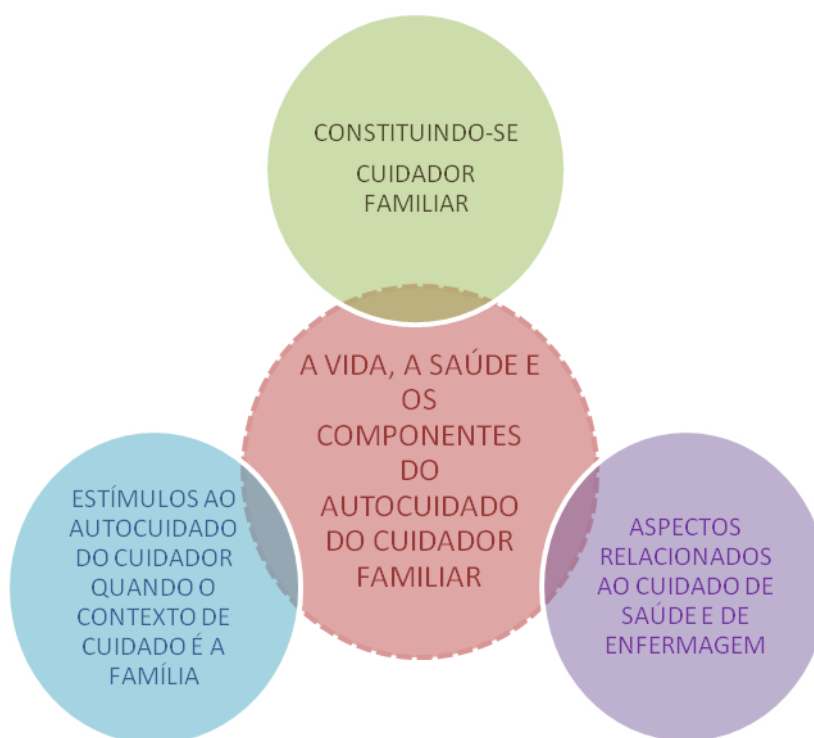 CONSTITUINDO-SE
CUIDADOR
FAMILIAR
A VIDA, A SAÚDE E
OS
COMPONENTES
DO
AUTOCUIDADO
DO CUIDADOR
FAMILIAR
ESTÍMULOS AO
AUTOCUIDADO
DO CUIDADOR
QUANDO O
CONTEXTO DE
CUIDADO É A
FAMÍLIA
ASPECTOS
RELACIONADOS
AO CUIDADO DE
SAÚDE E DE
ENFERMAGEM